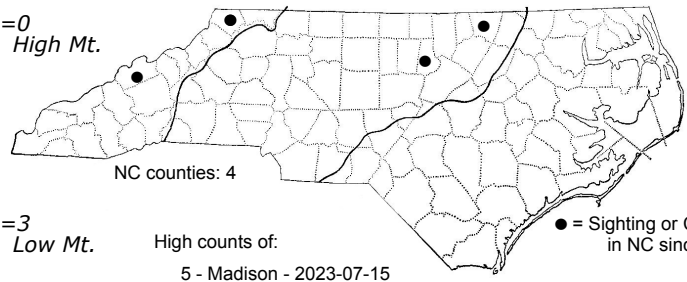 =0
High Mt.
NC counties: 4
=3
Low Mt.
High counts of:
5 - Madison - 2023-07-15
● = Sighting or
in NC